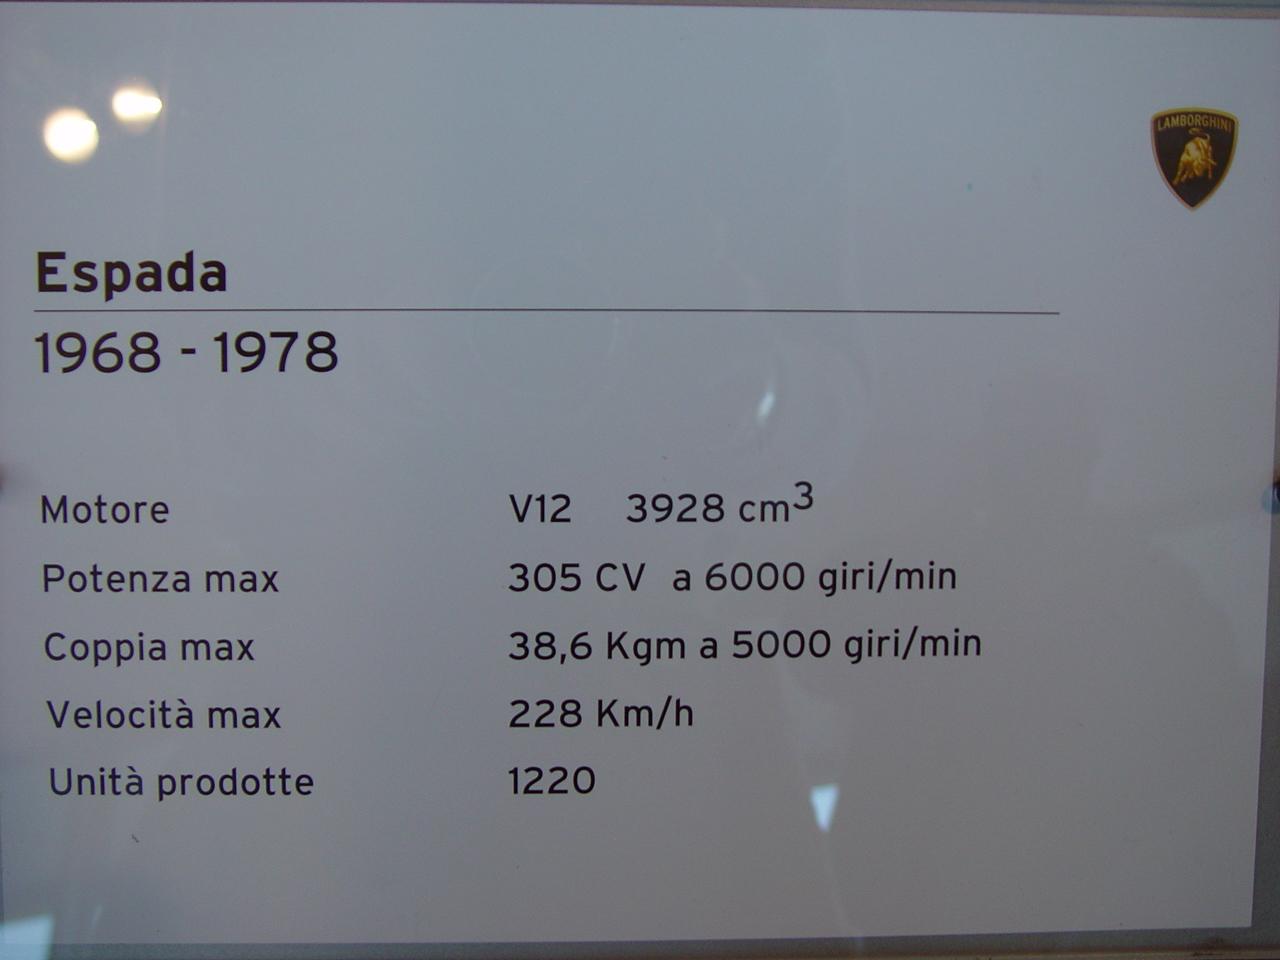 LAMBORGHINI
Espada
1968 - 1978
Motore V12 3928 cm³
Potenza max 305 CV a 6000 giri/min
Coppia max 38,6 Kgm a 5000 giri/min
Velocità max 228 Km/h
Unità prodotte 1220